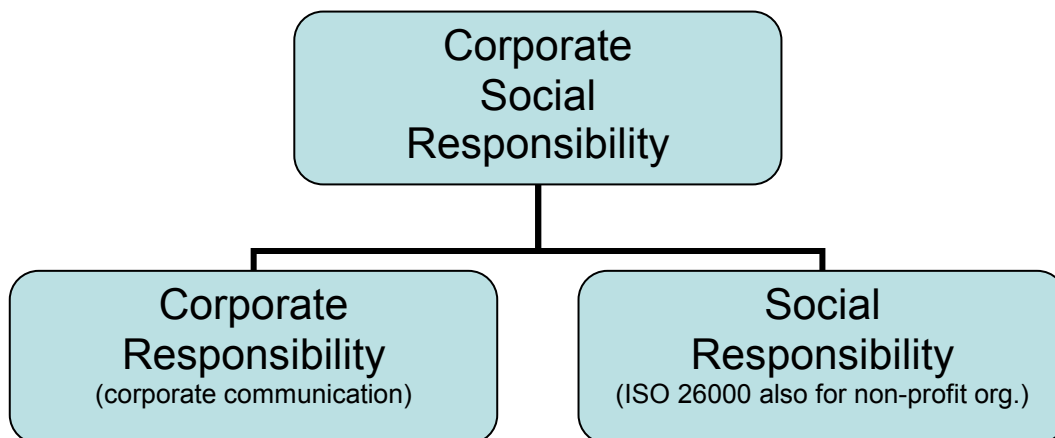 Corporate
Social
Responsibility
Corporate
Responsibility
(corporate communication)
Social
Responsibility
(ISO 26000 also for non-profit org.)